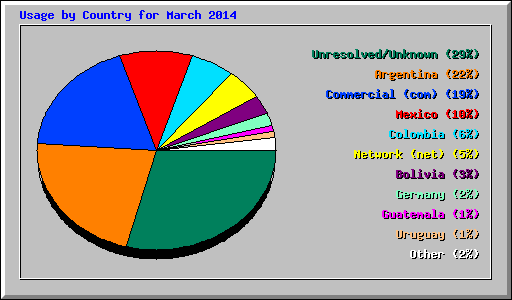 Usage by Country for March 2014
Unresolved/Unknown (29%)
Argentina (22%)
Commercial (com) (19%)
Mexico (10%)
Colombia (6%)
Network (net) (5%)
Bolivia (3%)
Germany (2%)
Guatemala (1%)
Uruguay (1%)
Other (2%)